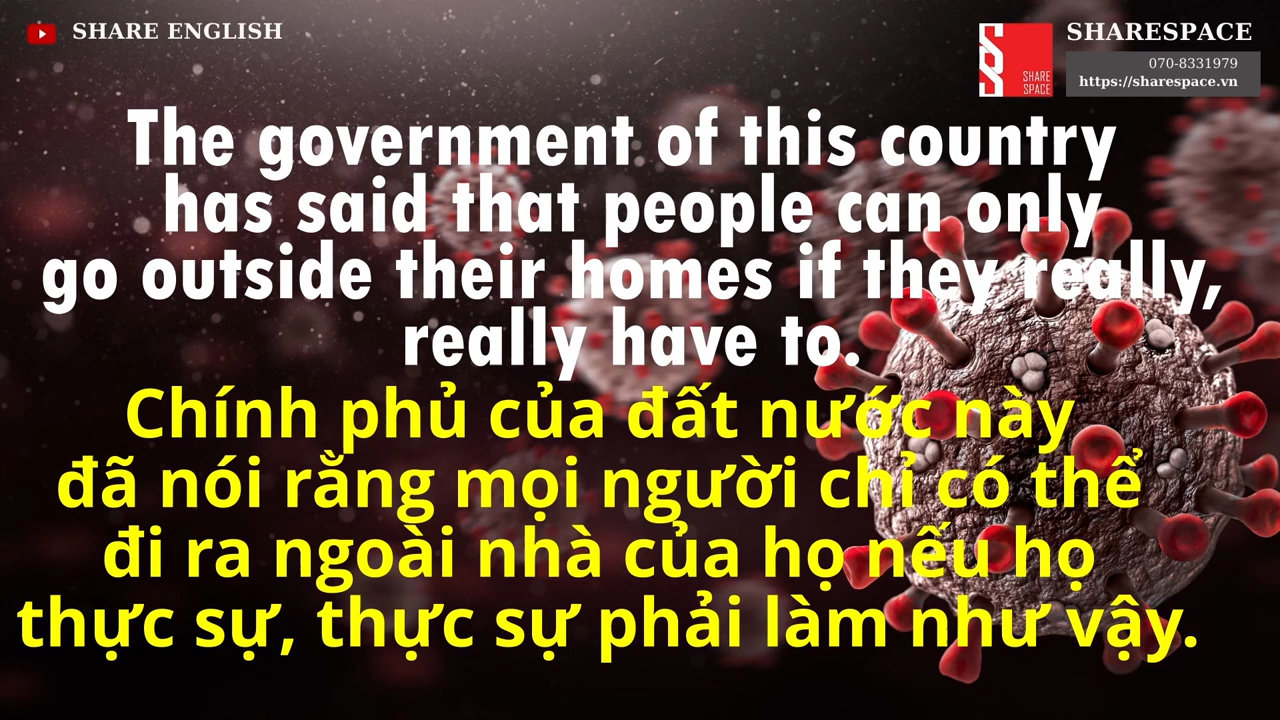 SHARE ENGLISH
SHARESPACE
070-8331979
https://sharespace.vn
SHARE
SPACE
The government of this country
has said that people can only
go outside their homes if they really,
really have to.
Chính phủ của đất nước này
đã nói rằng mọi người chỉ có thể
đi ra ngoài nhà của họ nếu họ
thực sự, thực sự phải làm như vậy.